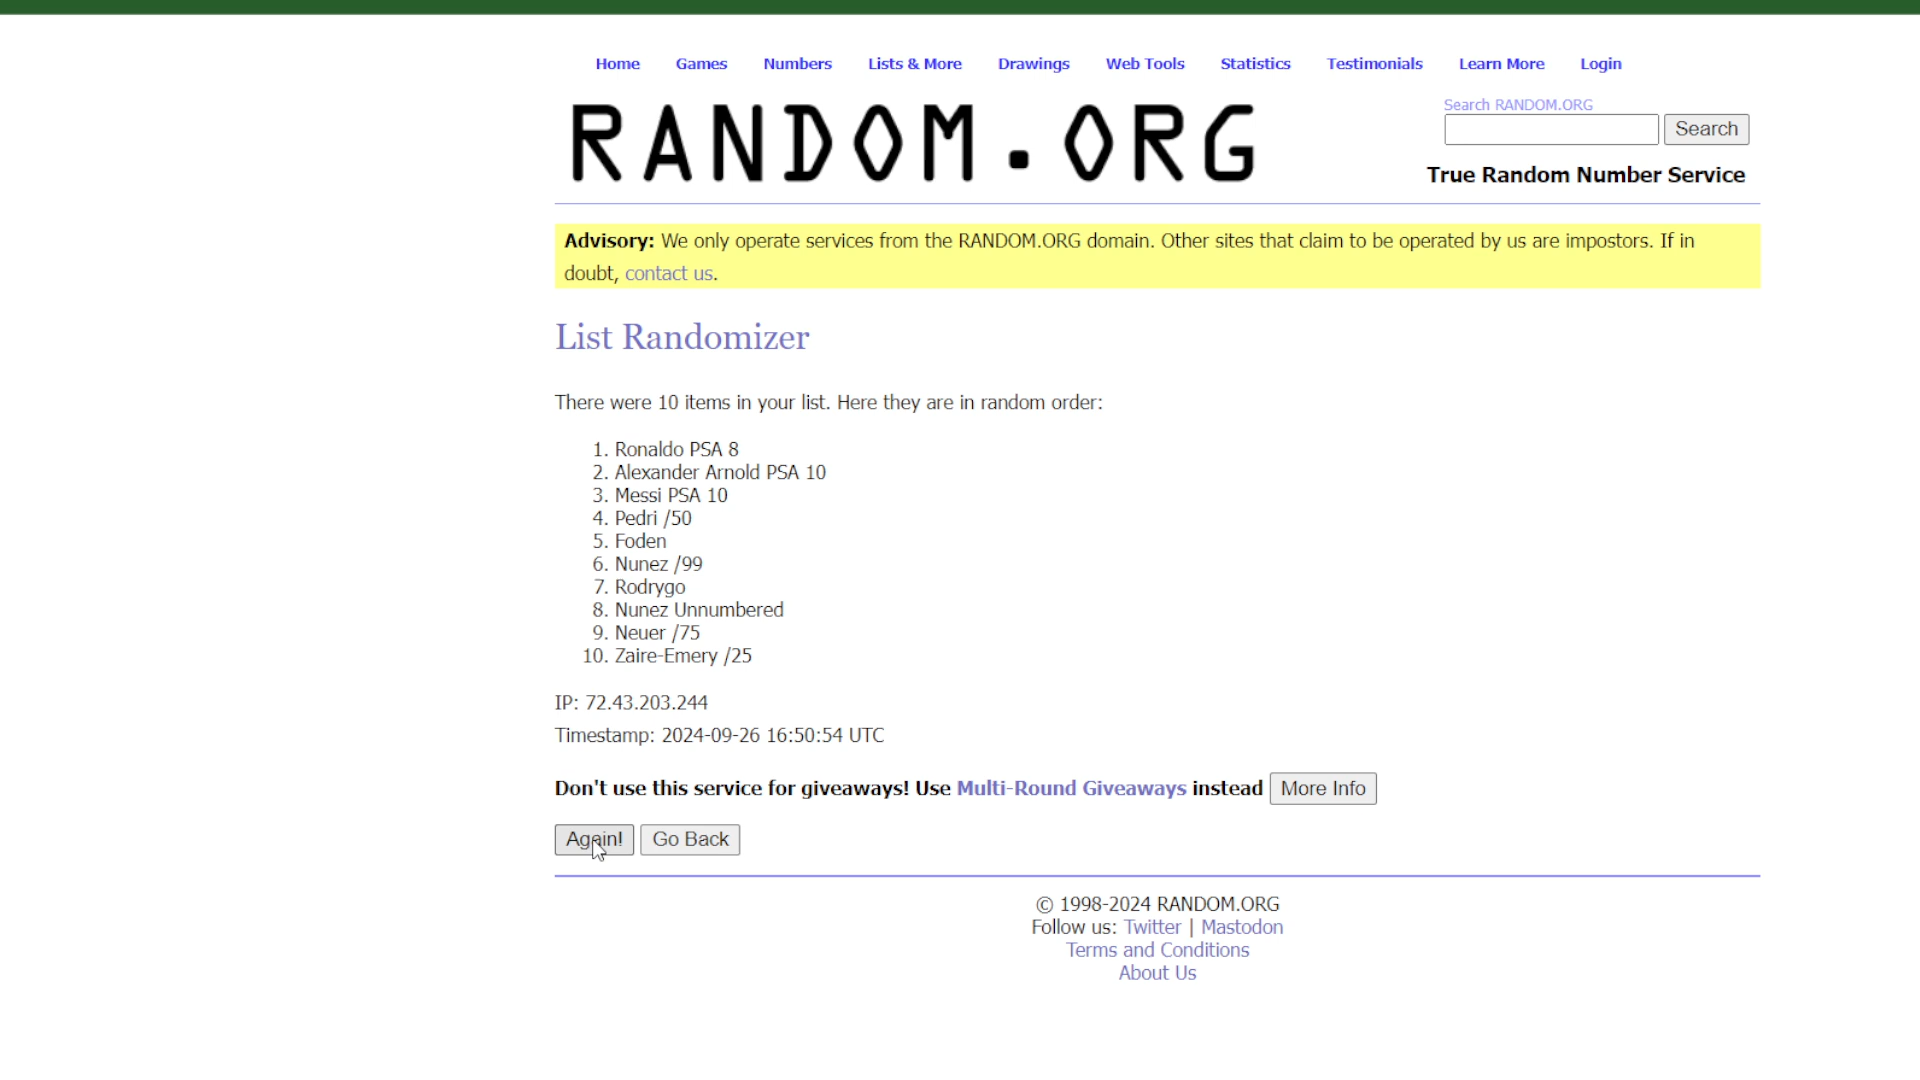 Home Games Numbers Lists & More Drawings Web Tools Statistics Testimonials Learn More Login
RANDOM.ORG
Search RANDOM.ORG
Search
True Random Number Service
Advisory: We only operate services from the RANDOM.ORG domain. Other sites that claim to be operated by us are impostors. If in
doubt, contact us.
List Randomizer
There were 10 items in your list. Here they are in random order:
1. Ronaldo PSA 8
2. Alexander Arnold PSA 10
3. Messi PSA 10
4. Pedri /50
5. Foden
6. Nunez /99
7. Rodrygo
8. Nunez Unnumbered
9. Neuer /75
10. Zaire-Emery /25
IP: 72.43.203.244
Timestamp: 2024-09-26 16:50:54 UTC
Don't use this service for giveaways! Use Multi-Round Giveaways instead More Info
Again! Go Back
© 1998-2024 RANDOM.ORG
Follow us: Twitter | Mastodon
Terms and Conditions
About Us